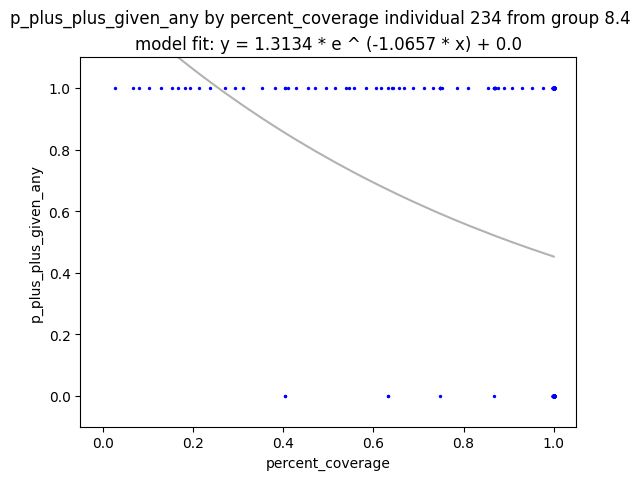 p_plus_plus_given_any by percent_coverage individual 234 from group 8.4
model fit: y = 1.3134 * e ^ (-1.0657 * x) + 0.0
1.0
0.8
0.6
0.4
0.2
0.0
p_plus_plus_given_any
0.0 0.2 0.4 0.6 0.8 1.0
percent_coverage